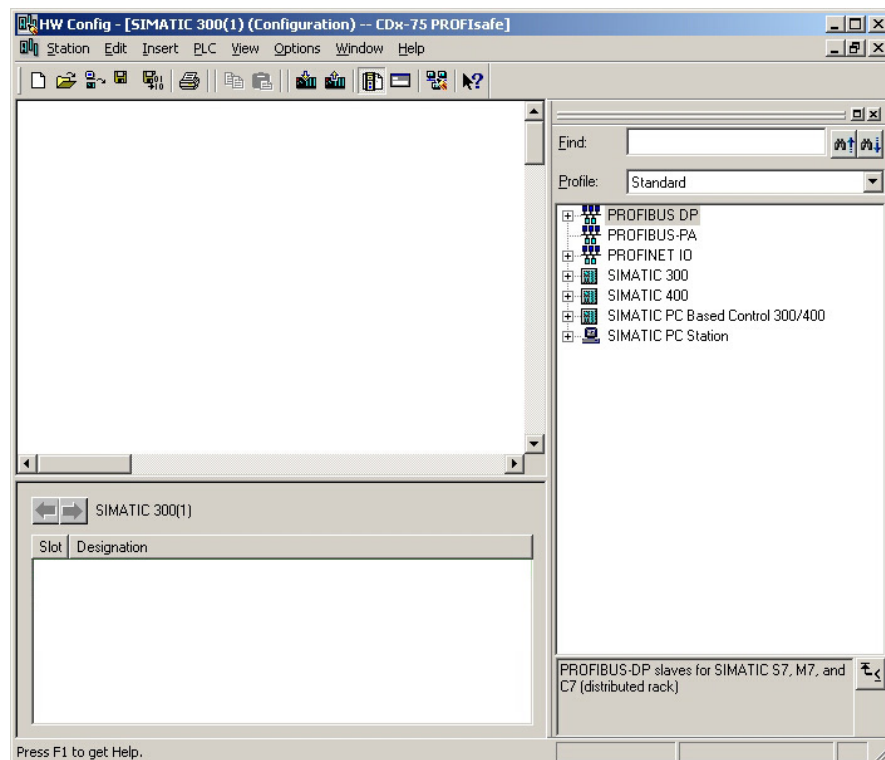 HW Config - [SIMATIC 300(1) (Configuration) -- CDx-75 PROFIsafe]
Station Edit Insert PLC View Options Window Help
Find:
Profile: Standard
PROFIBUS DP
PROFIBUS-PA
PROFINET IO
SIMATIC 300
SIMATIC 400
SIMATIC PC Based Control 300/400
SIMATIC PC Station
SIMATIC 300(1)
Slot Designation
PROFIBUS-DP slaves for SIMATIC S7, M7, and
C7 (distributed rack)
Press F1 to get Help.